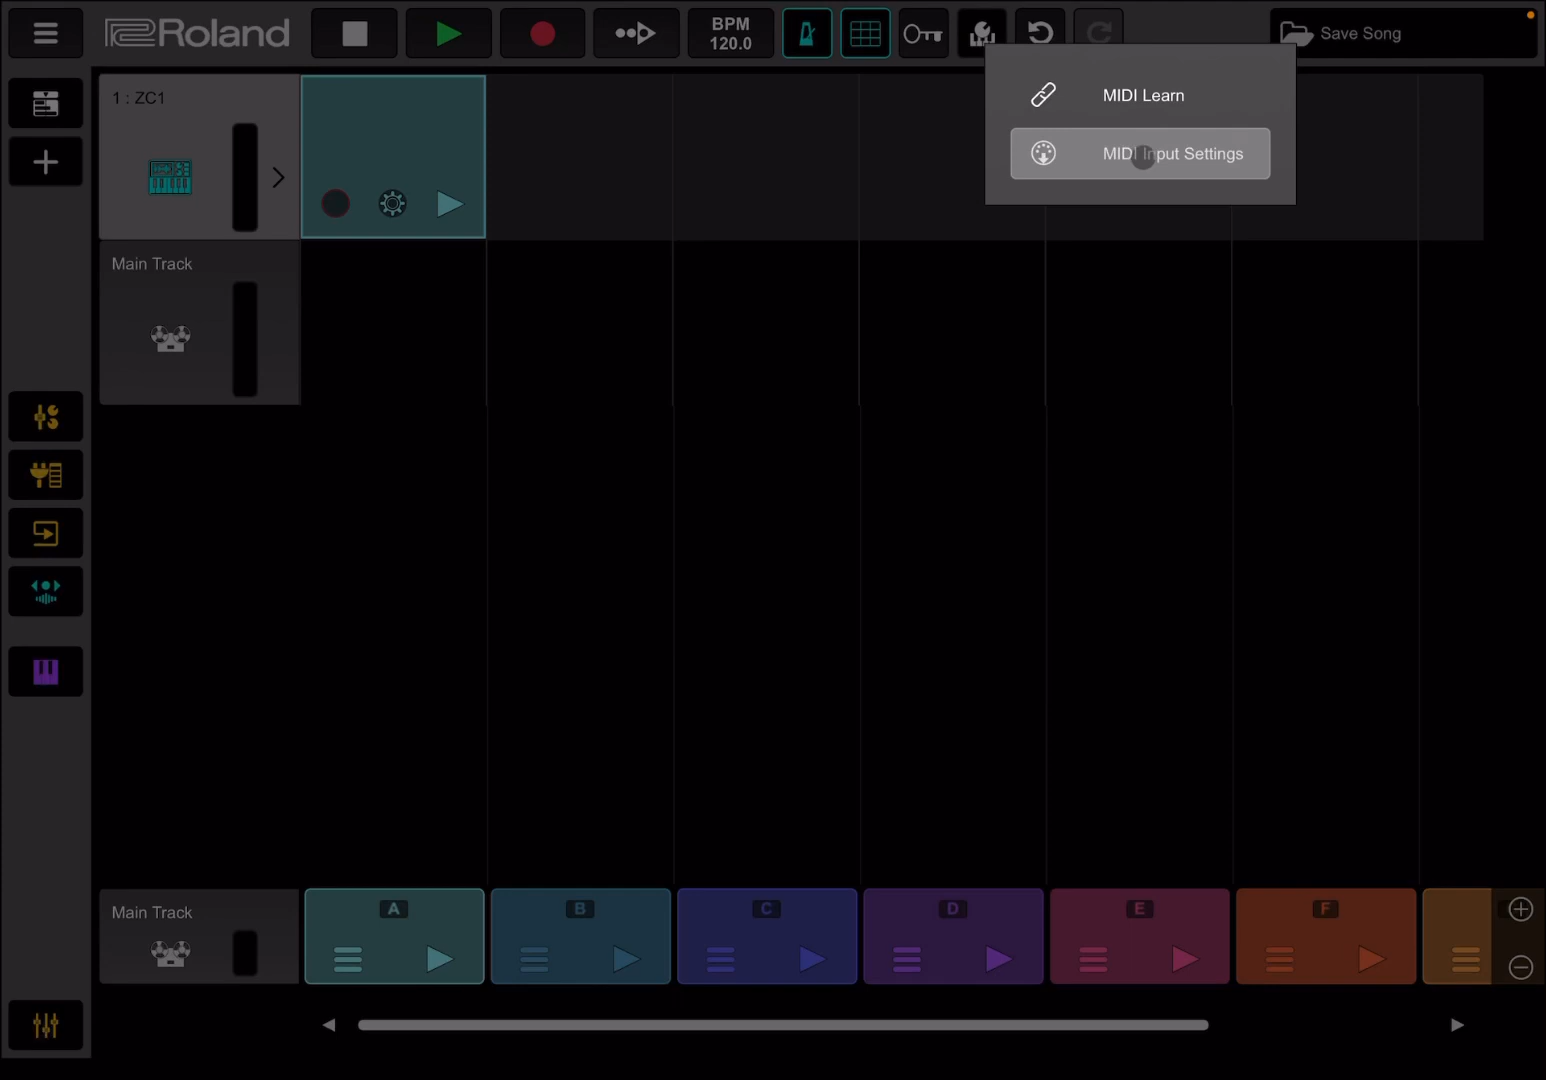 Roland
BPM
120.0
Save Song
MIDI Learn
MIDI Input Settings
1 : ZC1
Main Track
Main Track
A
B
C
D
E
F